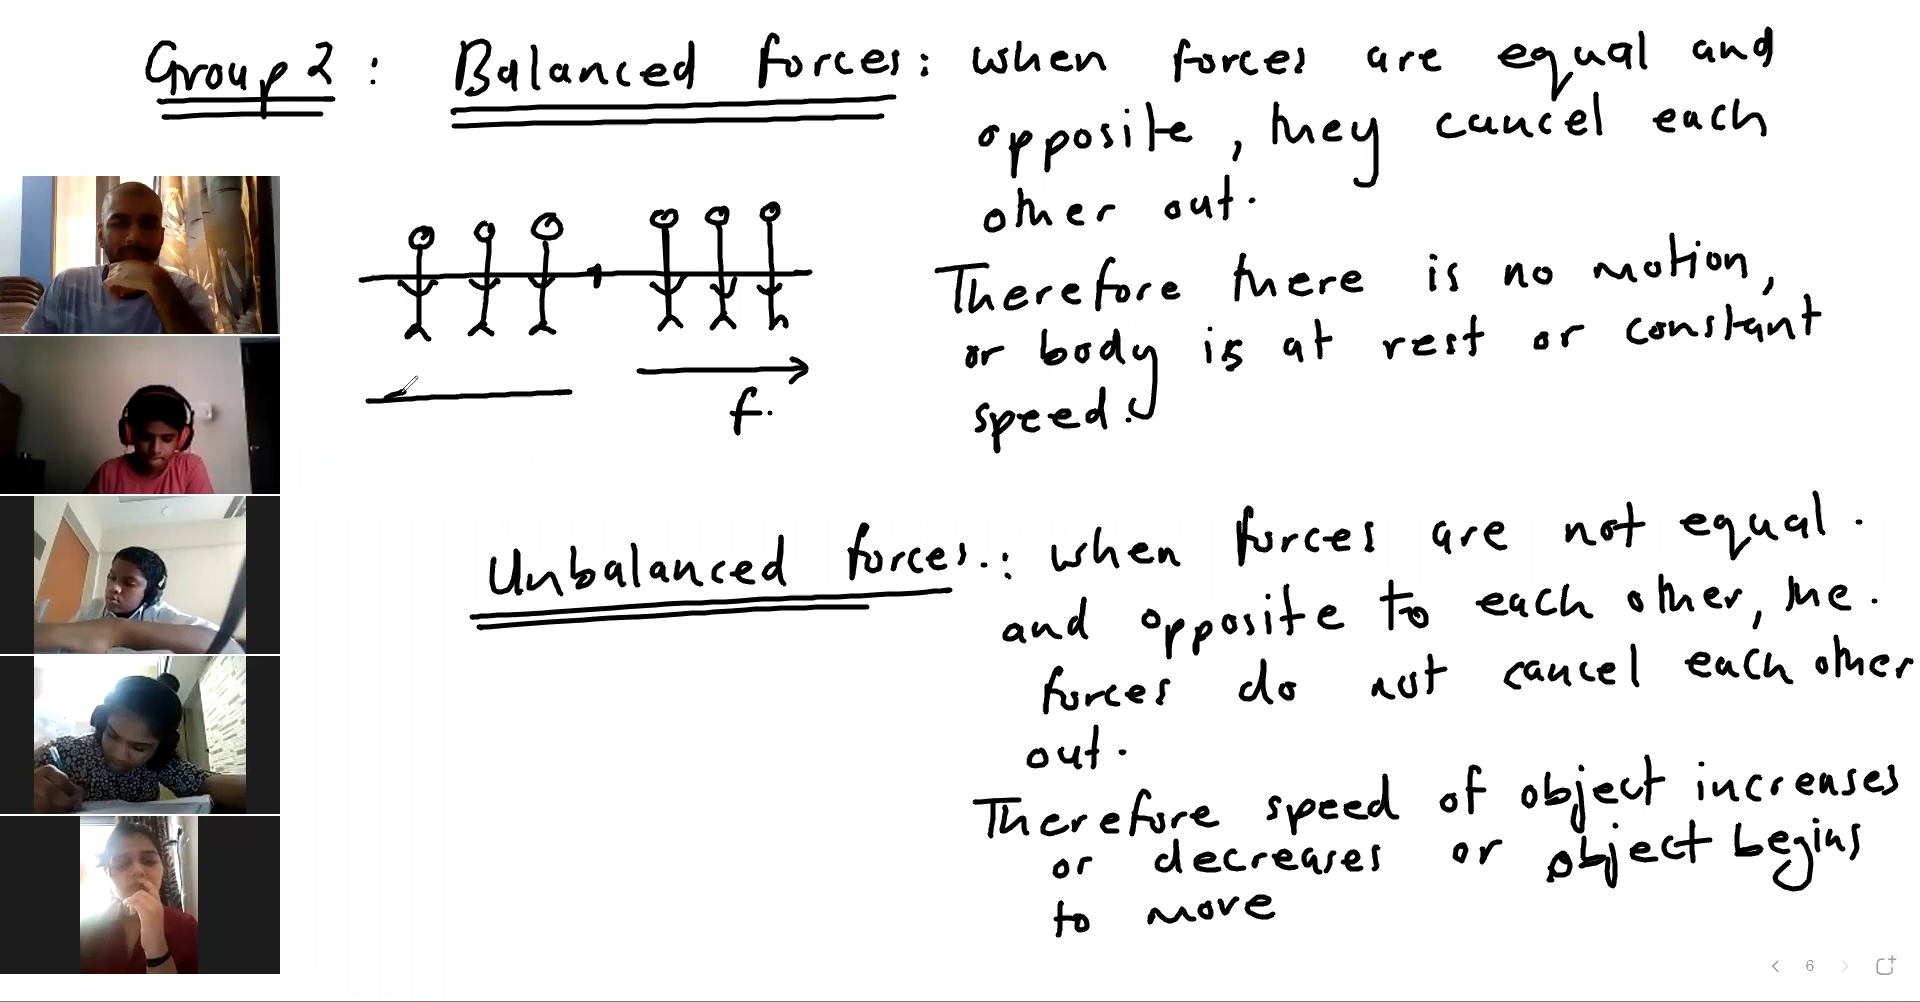 Group 2 : Balanced forces : when forces are equal and
opposite, they cancel each
other out.
Therefore there is no motion,
or body is at rest or constant
speed.
f.
Unbalanced forces. : when forces are not equal.
and opposite to each other, the.
forces do not cancel each other
out.
Therefore speed of object increases
or decreases or object begins
to move
6